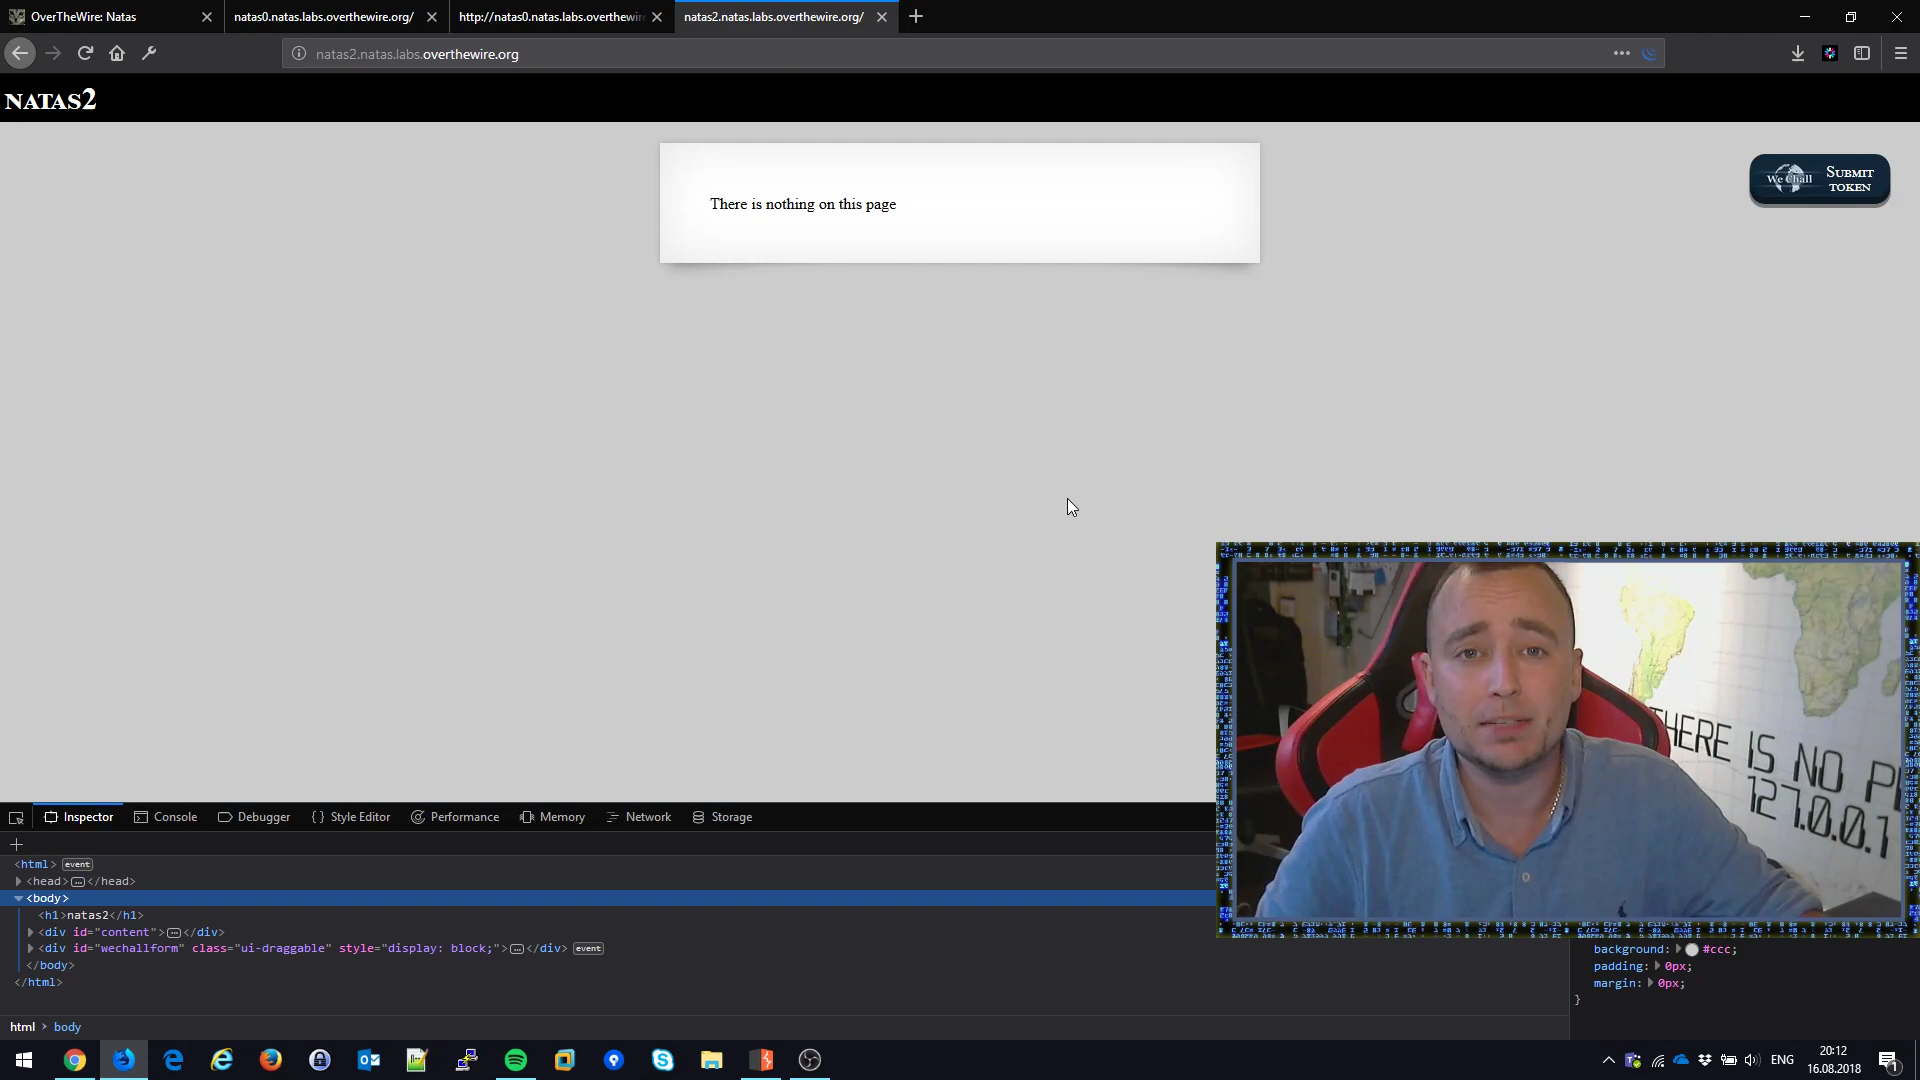 OverTheWire: Natas
natas0.natas.labs.overthewire.org/
http://natas0.natas.labs.overthewire
natas2.natas.labs.overthewire.org/
natas2.natas.labs.overthewire.org
NATAS2
There is nothing on this page
We Chall
SUBMIT
TOKEN
HERE IS NO P
127.0.0.1
Inspector
Console
Debugger
{ } Style Editor
Performance
Memory
Network
Storage
<html> event
<head> </head>
<body>
<h1>natas2</h1>
<div id="content"> </div>
<div id="wechallform" class="ui-draggable" style="display: block;"> </div> event
</body>
</html>
background: #ccc;
padding: 0px;
margin: 0px;
}
html > body
ENG
20:12
16.08.2018
1